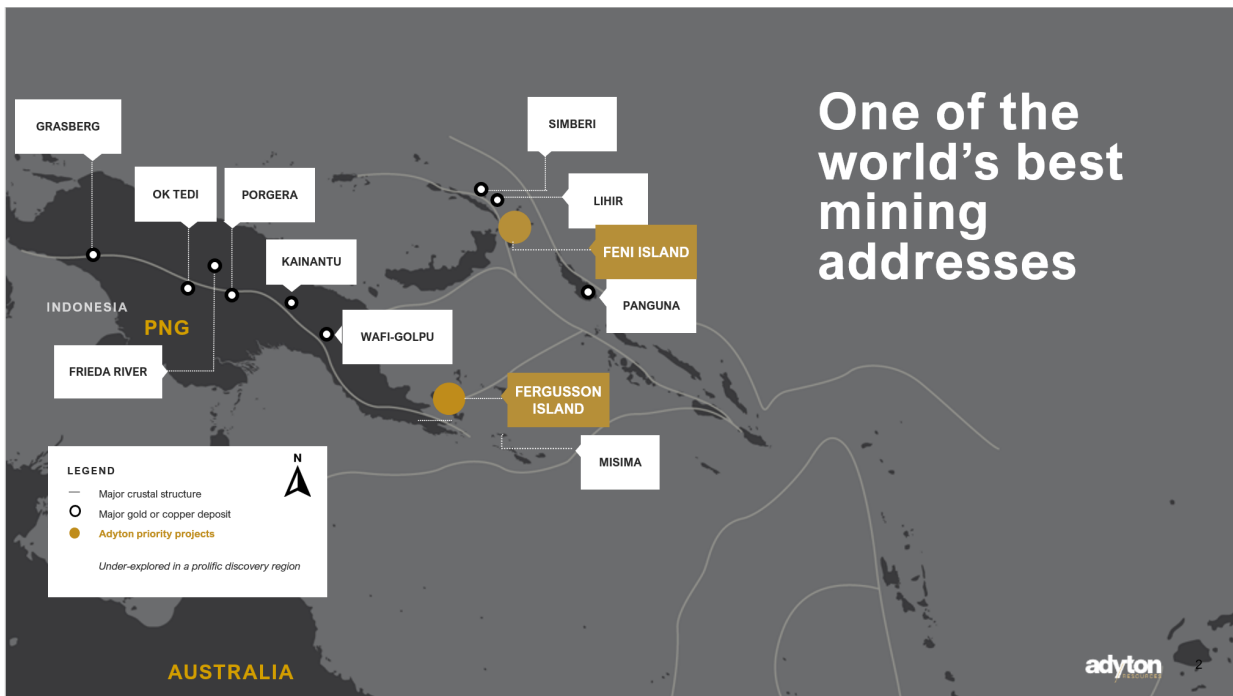 One of the
world's best
mining
addresses
GRASBERG
OK TEDI
PORGERA
KAINANTU
SIMBERI
LIHIR
FENI ISLAND
PANGUNA
INDONESIA
PNG
WAFI-GOLPU
FRIEDA RIVER
FERGUSSON
ISLAND
MISIMA
LEGEND
N
Major crustal structure
Major gold or copper deposit
Adyton priority projects
Under-explored in a prolific discovery region
AUSTRALIA
adyton
RESOURCES
2